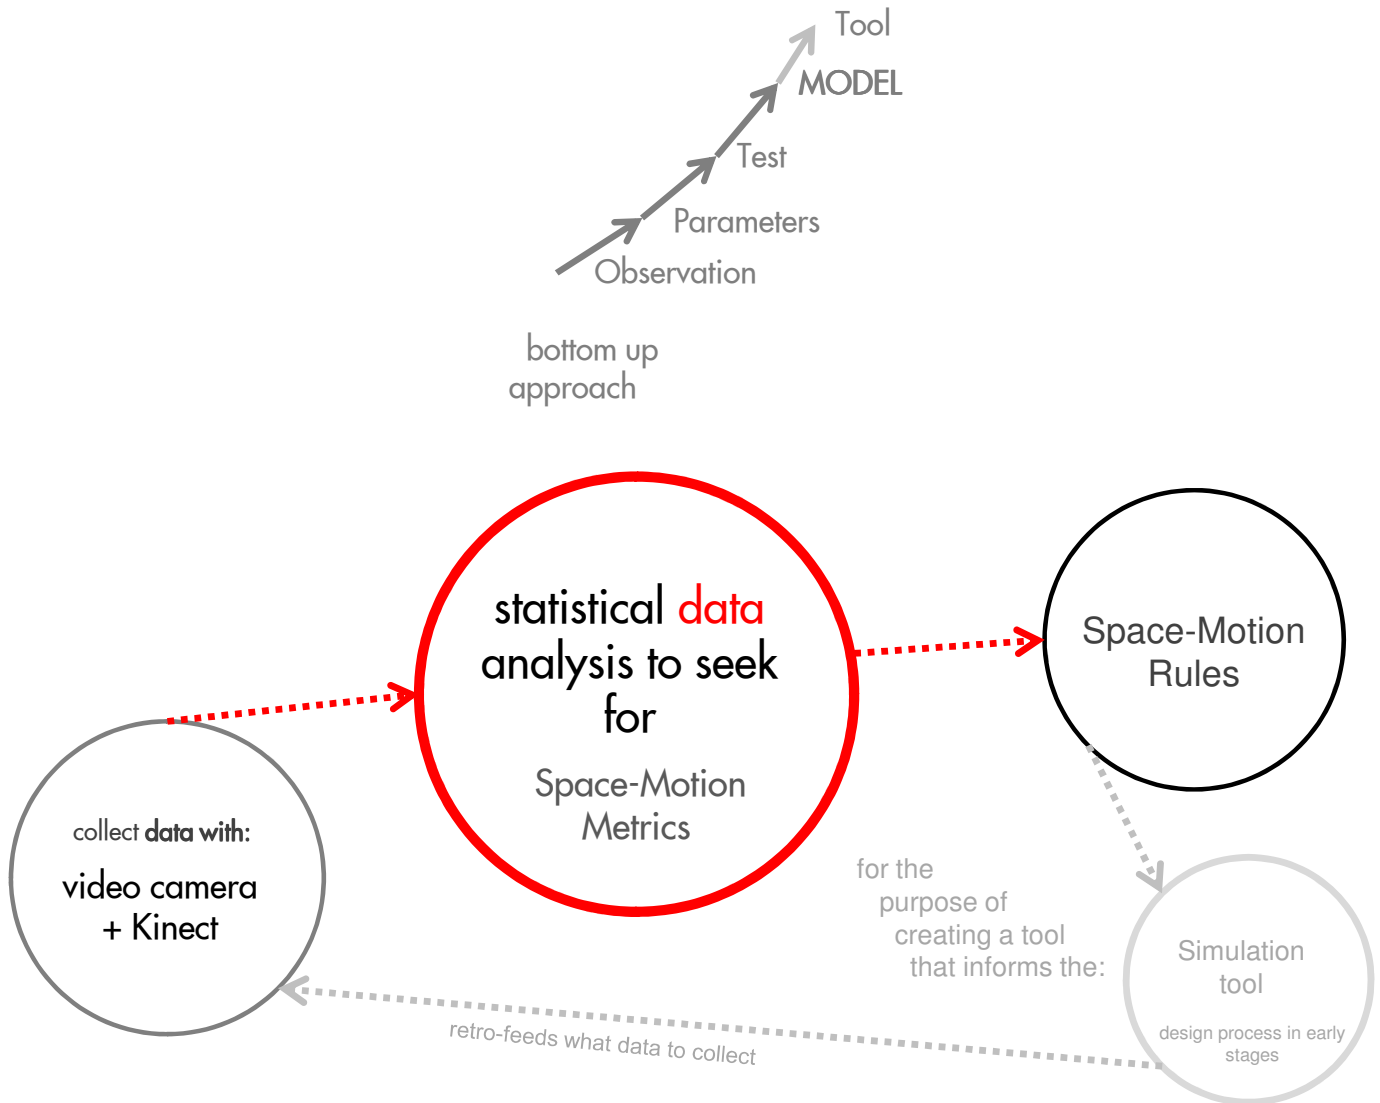 Tool
MODEL
Test
Parameters
Observation
bottom up
approach
statistical data
analysis to seek
for
Space-Motion
Metrics
Space-Motion
Rules
collect data with:
video camera
+ Kinect
for the
purpose of
creating a tool
that informs the:
Simulation
tool
design process in early
stages
retro-feeds what data to collect